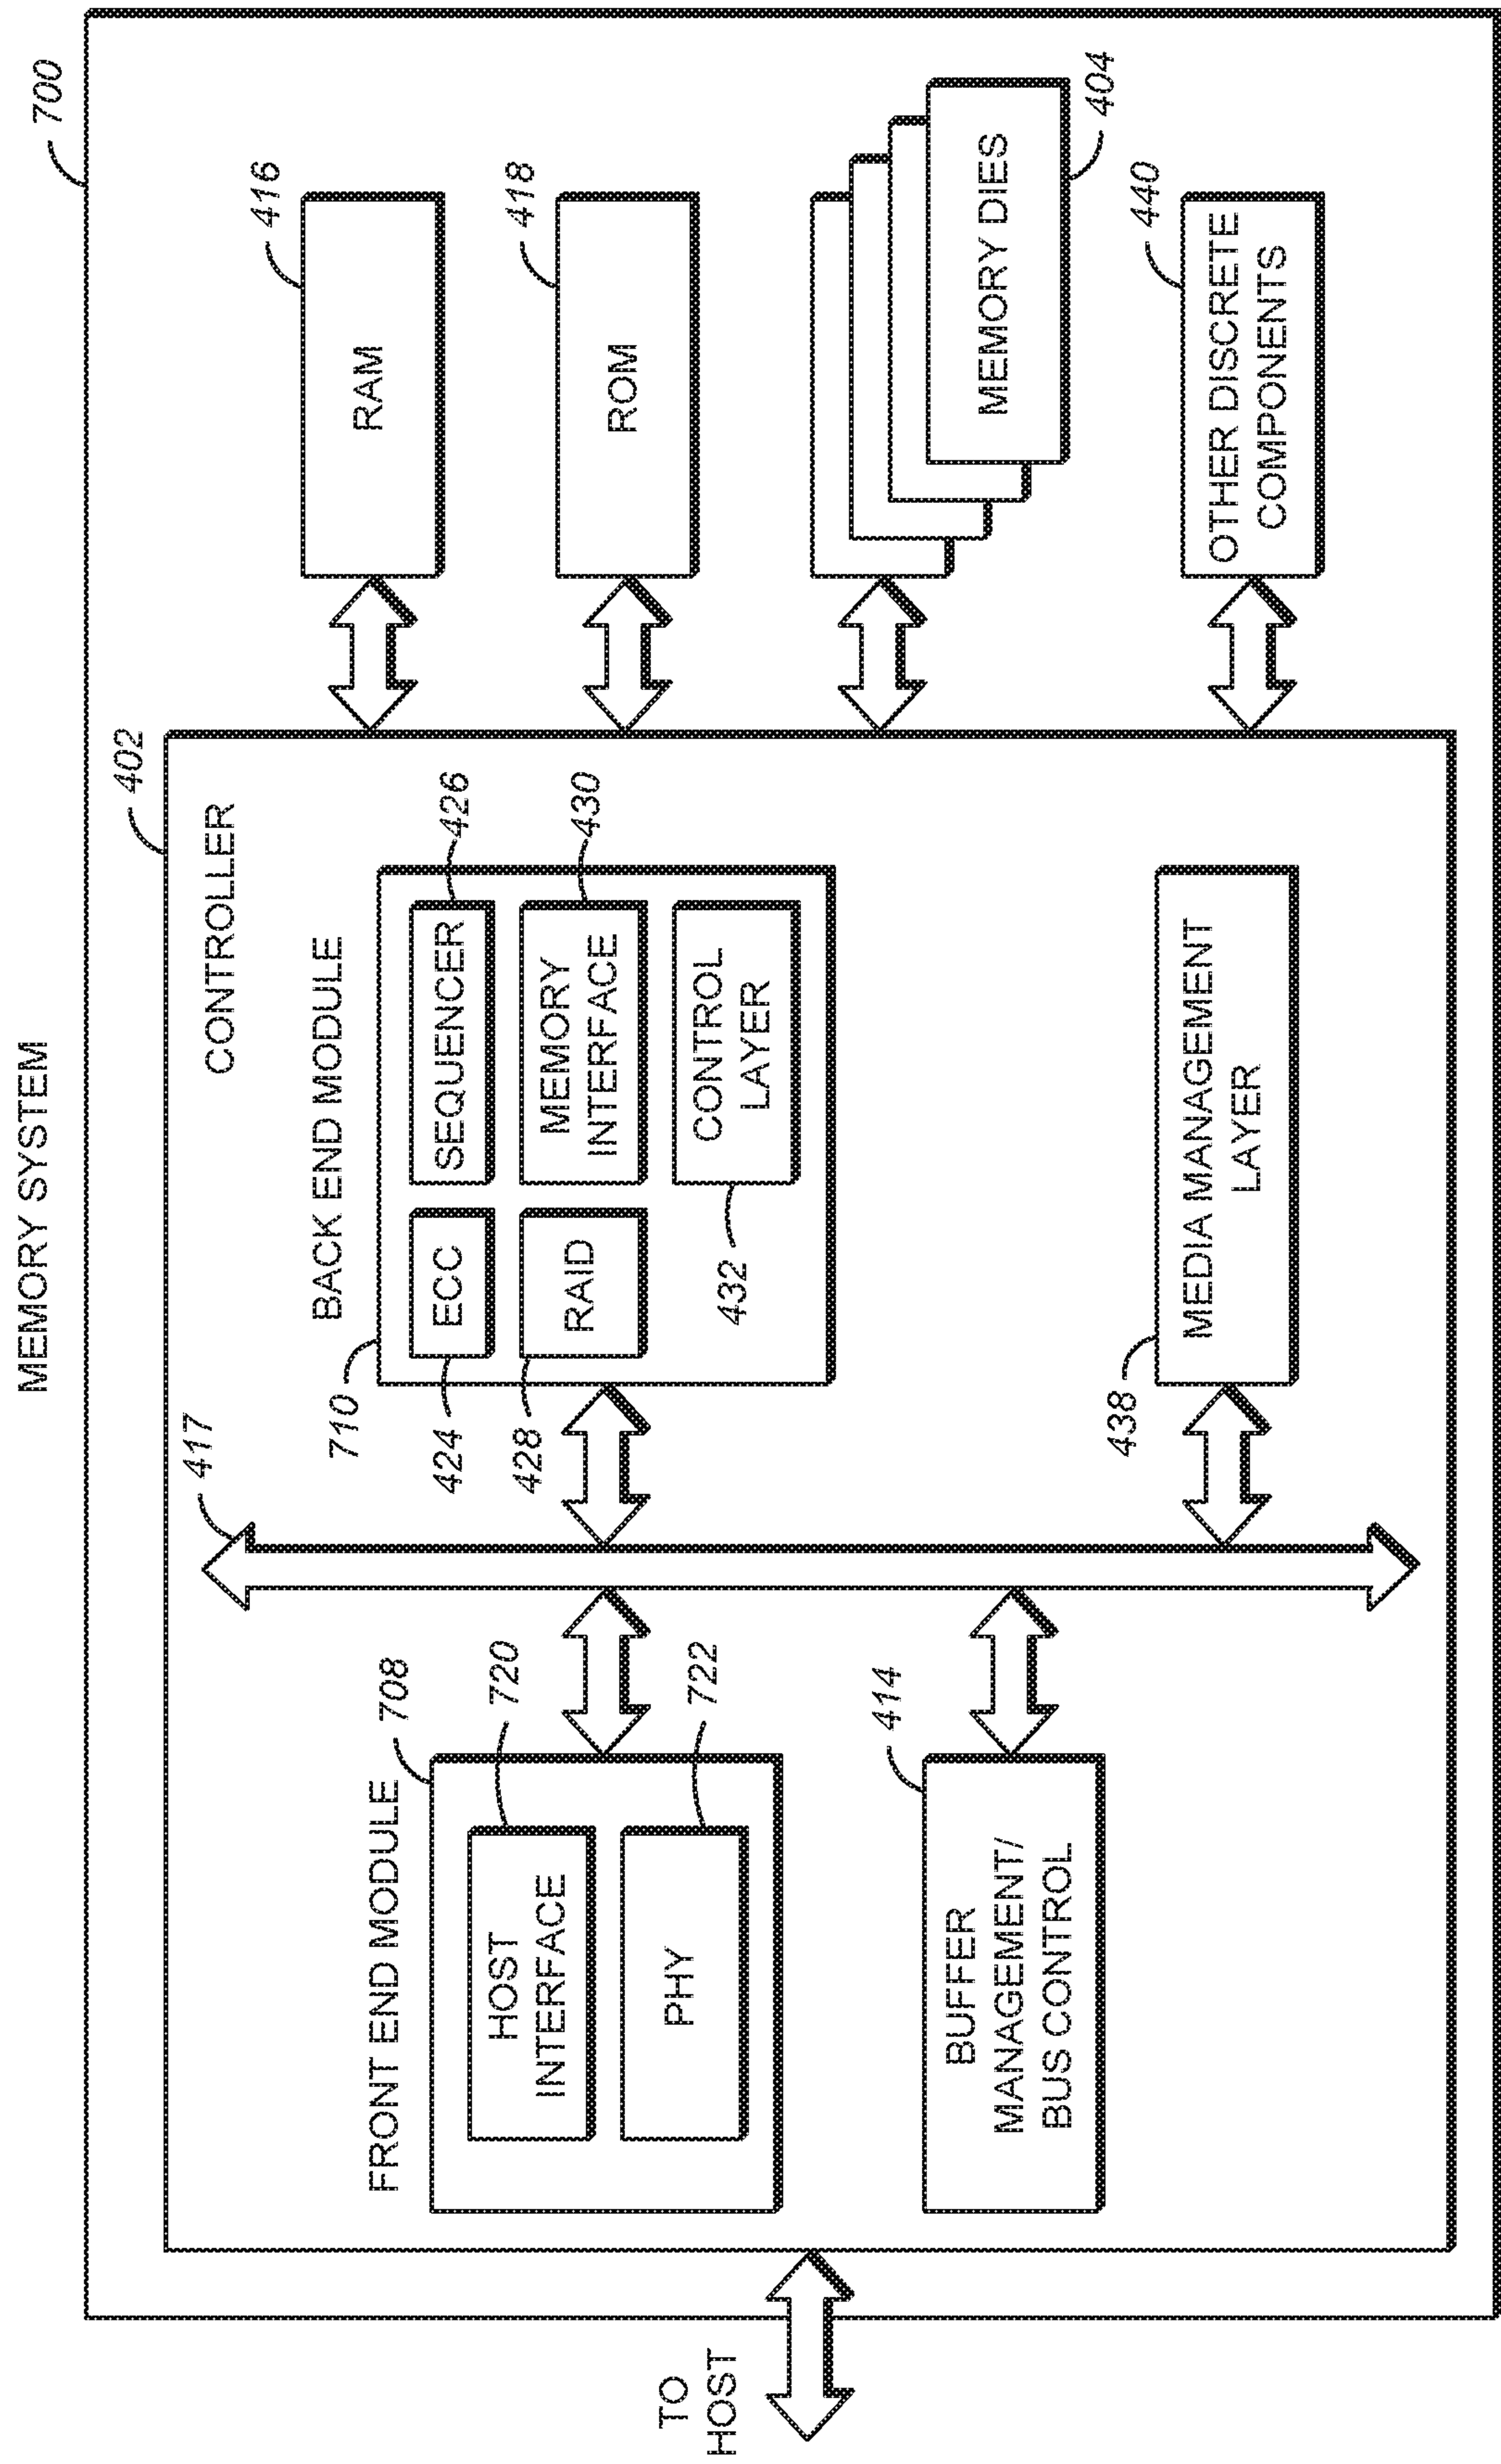 MEMORY SYSTEM
700
402
CONTROLLER
417
BACK END MODULE
710
ECC
424
SEQUENCER
426
RAID
428
MEMORY
INTERFACE
430
CONTROL
LAYER
432
FRONT END MODULE
708
HOST
INTERFACE
720
PHY
722
BUFFER
MANAGEMENT/
BUS CONTROL
414
MEDIA MANAGEMENT
LAYER
438
RAM
416
ROM
418
MEMORY DIES
404
OTHER DISCRETE
COMPONENTS
440
TO
HOST